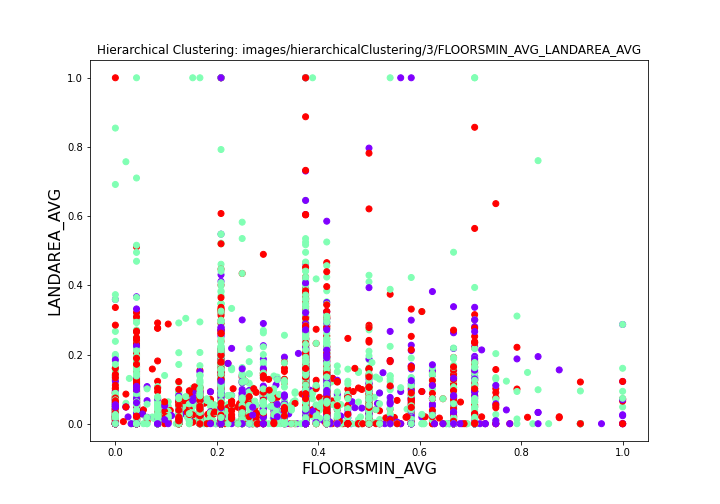 Hierarchical Clustering: images/hierarchicalClustering/3/FLOORSMIN_AVG_LANDAREA_AVG
1.0
0.8
0.6
0.4
0.2
0.0
LANDAREA_AVG
0.0 0.2 0.4 0.6 0.8 1.0
FLOORSMIN_AVG